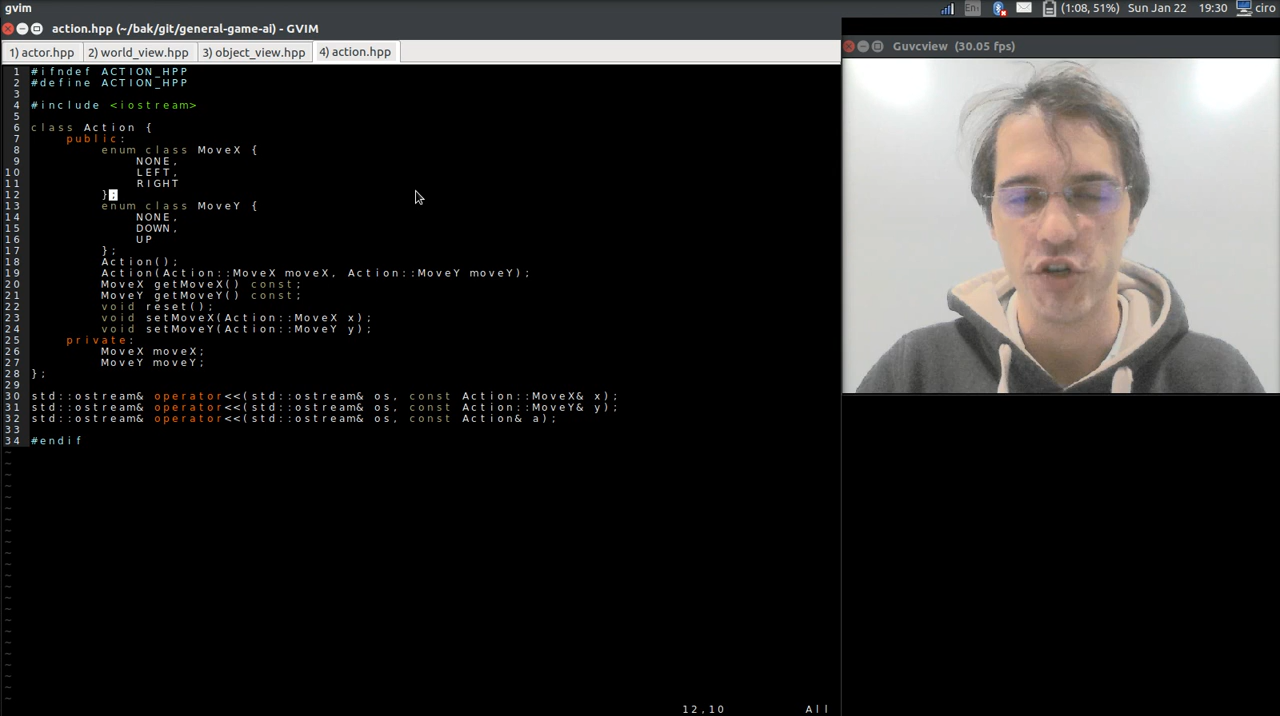 gvim
En1 (1:08, 51%) Sun Jan 22 19:30 ciro
action.hpp (~/bak/git/general-game-ai) - GVIM
1) actor.hpp 2) world_view.hpp 3) object_view.hpp 4) action.hpp
Guvcview (30.05 fps)
1 #ifndef ACTION_HPP
2 #define ACTION_HPP
3
4 #include <iostream>
5
6 class Action {
7 public:
8 enum class MoveX {
9 NONE,
10 LEFT,
11 RIGHT
12 };
13 enum class MoveY {
14 NONE,
15 DOWN,
16 UP
17 };
18 Action();
19 Action(Action::MoveX moveX, Action::MoveY moveY);
20 MoveX getMoveX() const;
21 MoveY getMoveY() const;
22 void reset();
23 void setMoveX(Action::MoveX x);
24 void setMoveY(Action::MoveY y);
25 private:
26 MoveX moveX;
27 MoveY moveY;
28 };
29
30 std::ostream& operator<<(std::ostream& os, const Action::MoveX& x);
31 std::ostream& operator<<(std::ostream& os, const Action::MoveY& y);
32 std::ostream& operator<<(std::ostream& os, const Action& a);
33
34 #endif
12,10 All